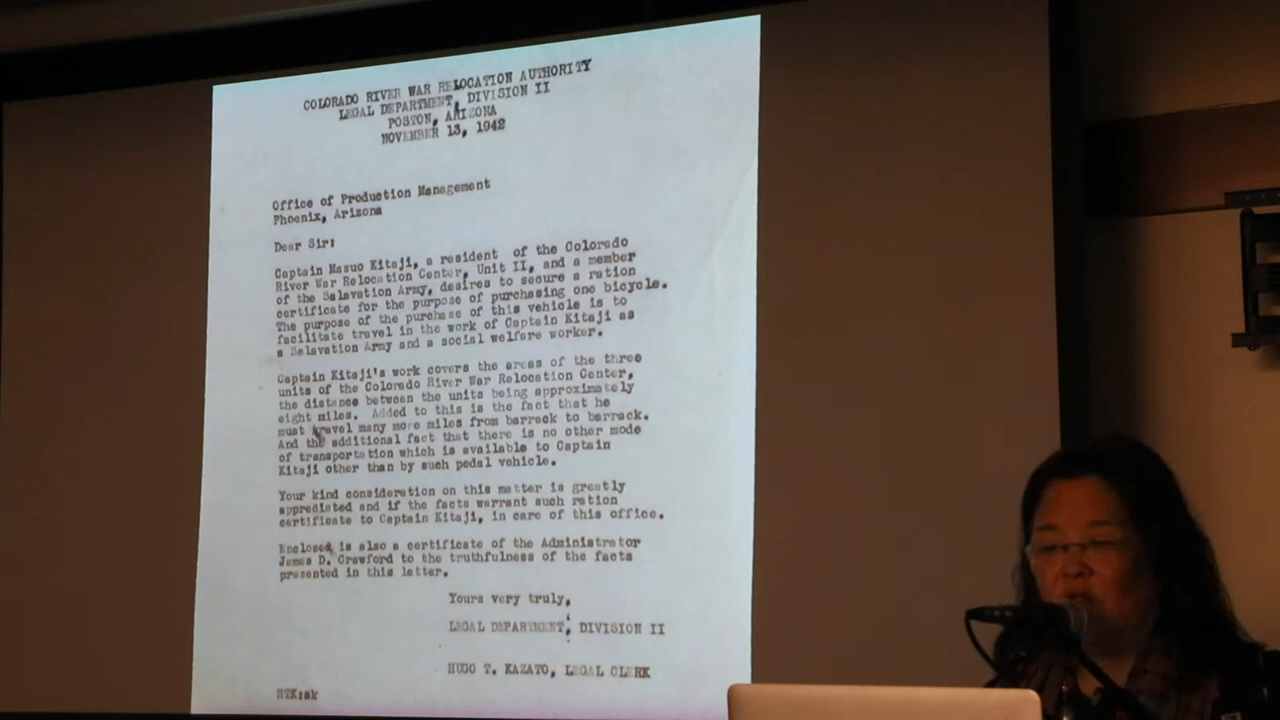 COLORADO RIVER WAR RELOCATION AUTHORITY
LEGAL DEPARTMENT, DIVISION II
POSTON, ARIZONA
NOVEMBER 13, 1942
Office of Production Management
Phoenix, Arizona
Dear Sir:
Captain Masuo Kitaji, a resident of the Colorado
River War Relocation Center, Unit II, and a member
of the Salavation Army, desires to secure a ration
certificate for the purpose of purchasing one bicycle.
The purpose of the purchase of this vehicle is to
facilitate travel in the work of Captain Kitaji as
a Salavation Army and a social welfare worker.
Captain Kitaji's work covers the areas of the three
units of the Colorado River War Relocation Center,
the distance between the units being approximately
eight miles. Added to this is the fact that he
must travel many more miles from barrack to barrack.
And the additional fact that there is no other mode
of transportation which is available to Captain
Kitaji other than by such pedal vehicle.
Your kind consideration on this matter is greatly
appreciated and if the facts warrant such ration
certificate to Captain Kitaji, in care of this office.
Enclosed is also a certificate of the Administrator
James D. Crawford to the truthfulness of the facts
presented in this letter.
Yours very truly,
LEGAL DEPARTMENT, DIVISION II
HUGO T. KAZATO, LEGAL CLERK
HTK:sk